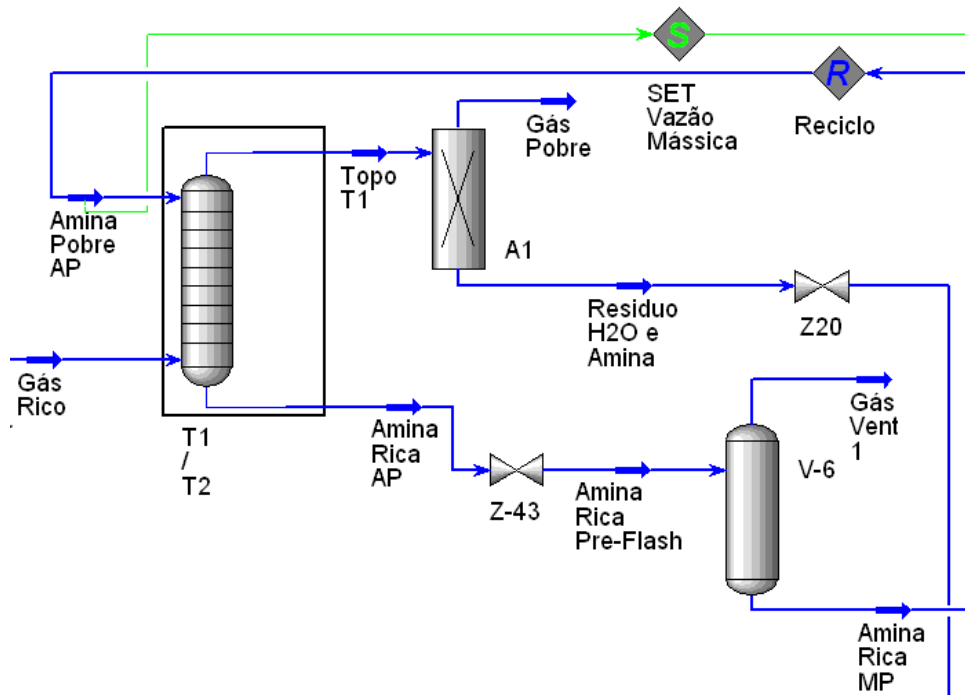 S
R
SET
Vazão
Mássica
Reciclo
Gás
Pobre
Topo
T1
A1
Amina
Pobre
AP
Residuo
H2O e
Amina
Z20
Gás
Rico
T1
/
T2
Amina
Rica
AP
Z-43
Amina
Rica
Pre-Flash
Gás
Vent
1
V-6
Amina
Rica
MP